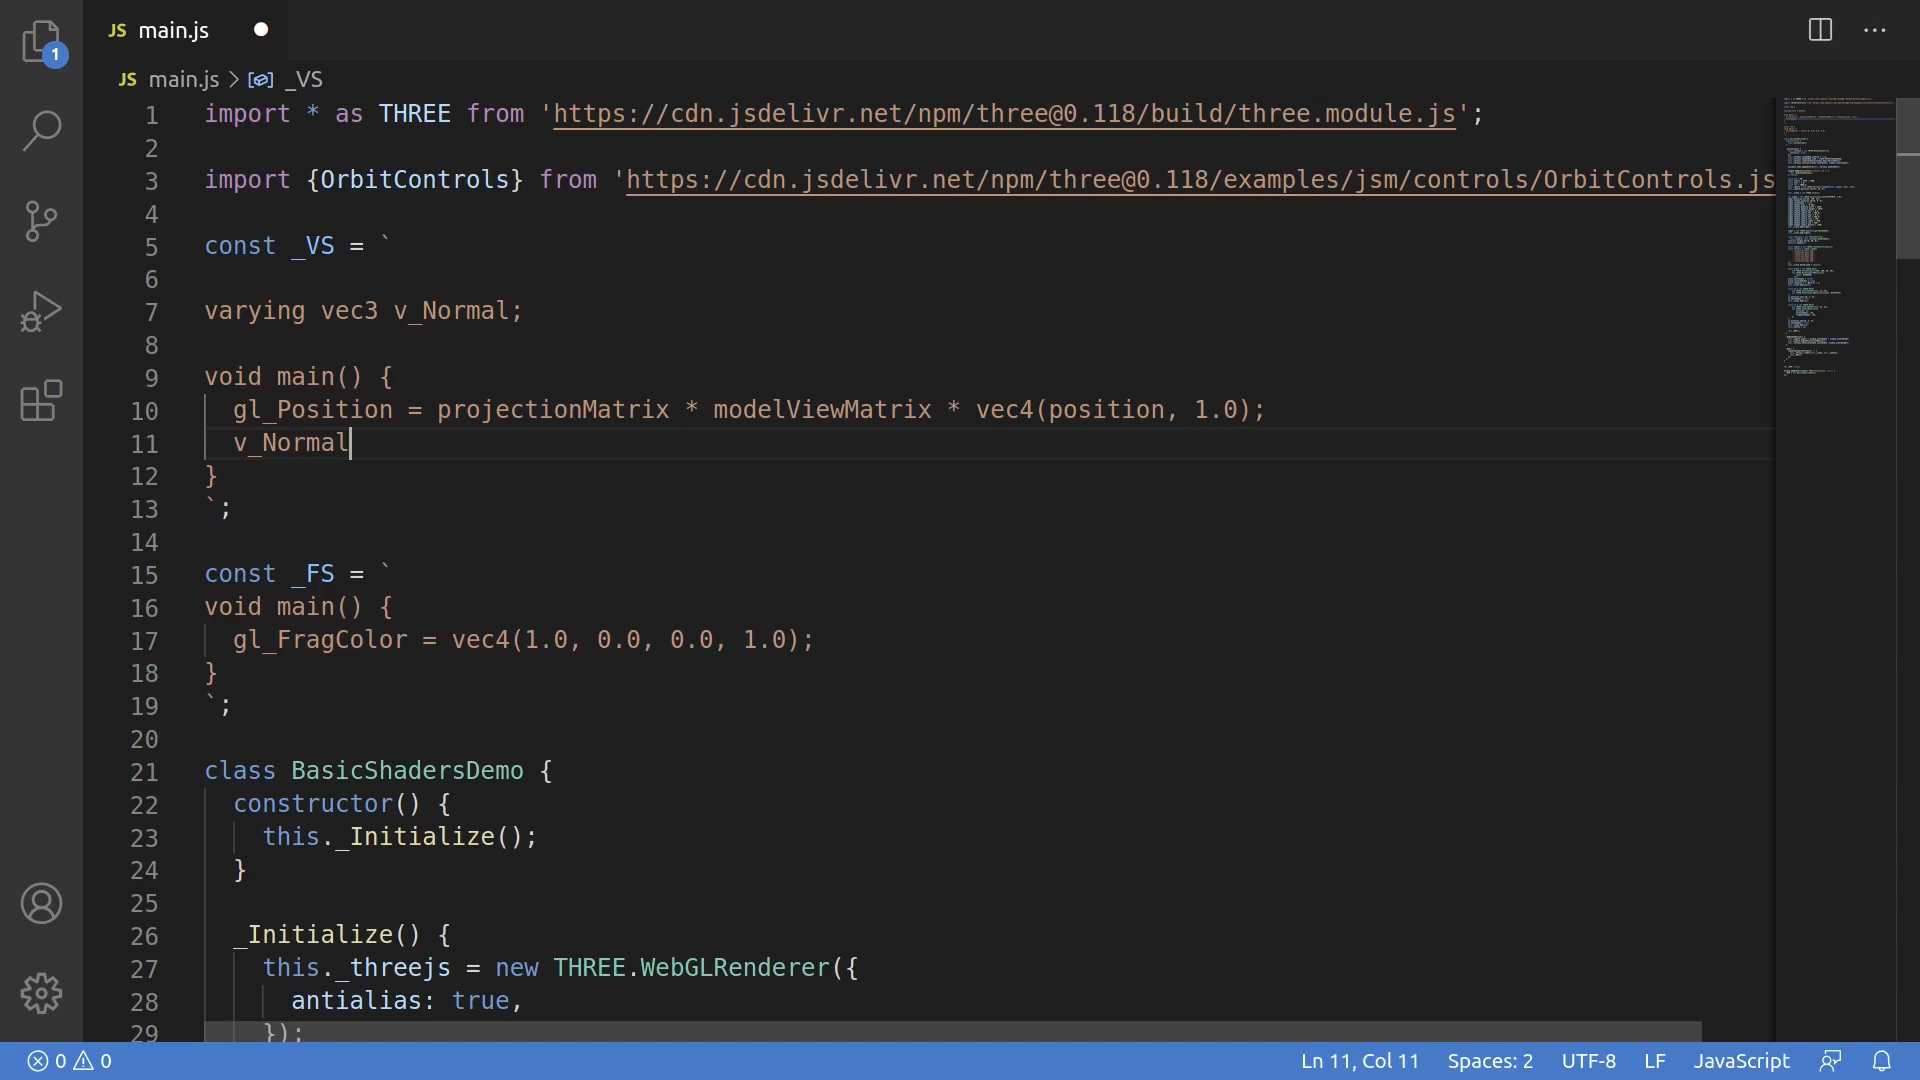 JS main.js
1
JS main.js > _VS
1 import * as THREE from 'https://cdn.jsdelivr.net/npm/three@0.118/build/three.module.js';
2
3 import {OrbitControls} from 'https://cdn.jsdelivr.net/npm/three@0.118/examples/jsm/controls/OrbitControls.js
4
5 const _VS = `
6
7 varying vec3 v_Normal;
8
9 void main() {
10 gl_Position = projectionMatrix * modelViewMatrix * vec4(position, 1.0);
11 v_Normal
12 }
13 `;
14
15 const _FS = `
16 void main() {
17 gl_FragColor = vec4(1.0, 0.0, 0.0, 1.0);
18 }
19 `;
20
21 class BasicShadersDemo {
22 constructor() {
23 this._Initialize();
24 }
25
26 _Initialize() {
27 this._threejs = new THREE.WebGLRenderer({
28 antialias: true,
29 });
0 0 Ln 11, Col 11 Spaces: 2 UTF-8 LF JavaScript